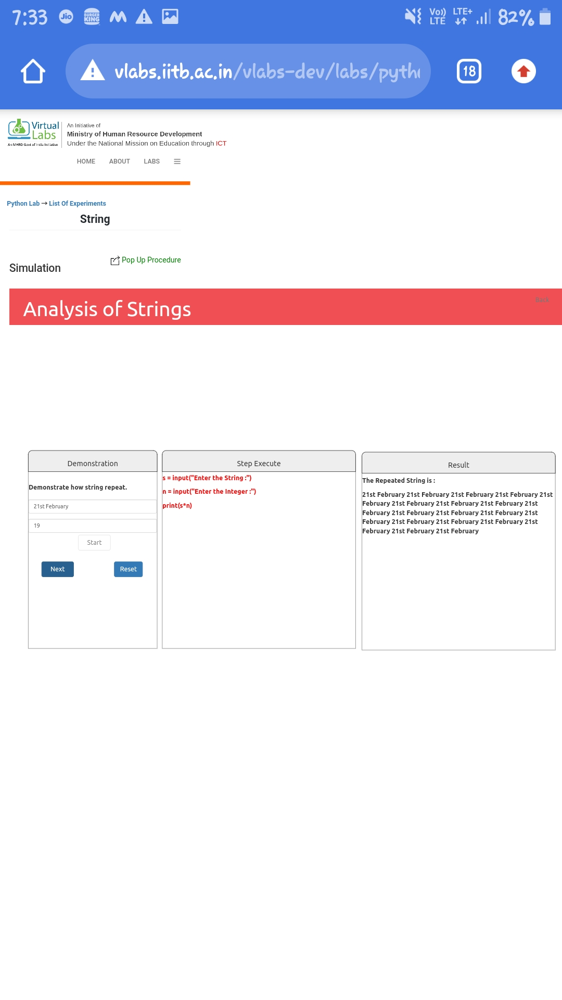 7:33 Jio BURGER KING Vo)) LTE LTE+ 82%
vlabs.iitb.ac.in/vlabs-dev/labs/pytho 18
Virtual Labs
An MHRD Govt of India Initiative
An Initiative of
Ministry of Human Resource Development
Under the National Mission on Education through ICT
HOME ABOUT LABS
Python Lab → List Of Experiments
String
Pop Up Procedure
Simulation
Back
Analysis of Strings
Demonstration
Demonstrate how string repeat.
21st February
19
Start
Next Reset
Step Execute
s = input("Enter the String :")
n = input("Enter the Integer :")
print(s*n)
Result
The Repeated String is :
21st February 21st February 21st February 21st February 21st
February 21st February 21st February 21st February 21st
February 21st February 21st February 21st February 21st
February 21st February 21st February 21st February 21st
February 21st February 21st February